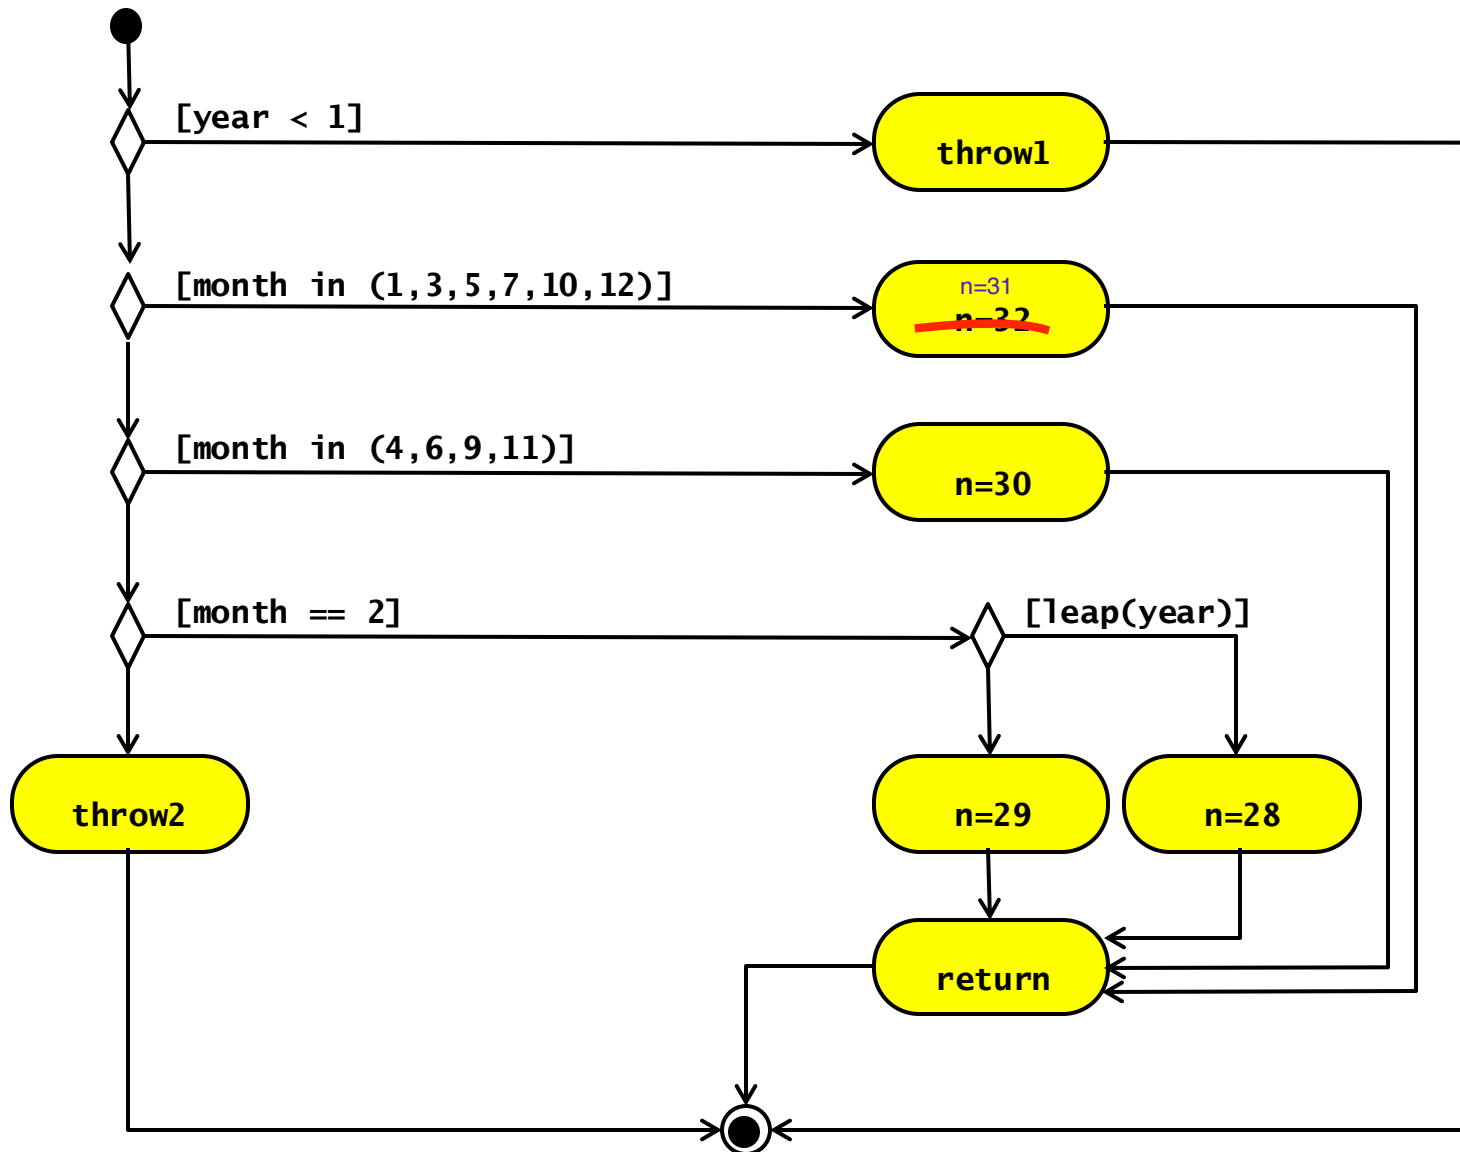 [year < 1]
throw1
[month in (1,3,5,7,10,12)]
n=31
n=32
[month in (4,6,9,11)]
n=30
[month == 2]
[leap(year)]
throw2
n=29
n=28
return